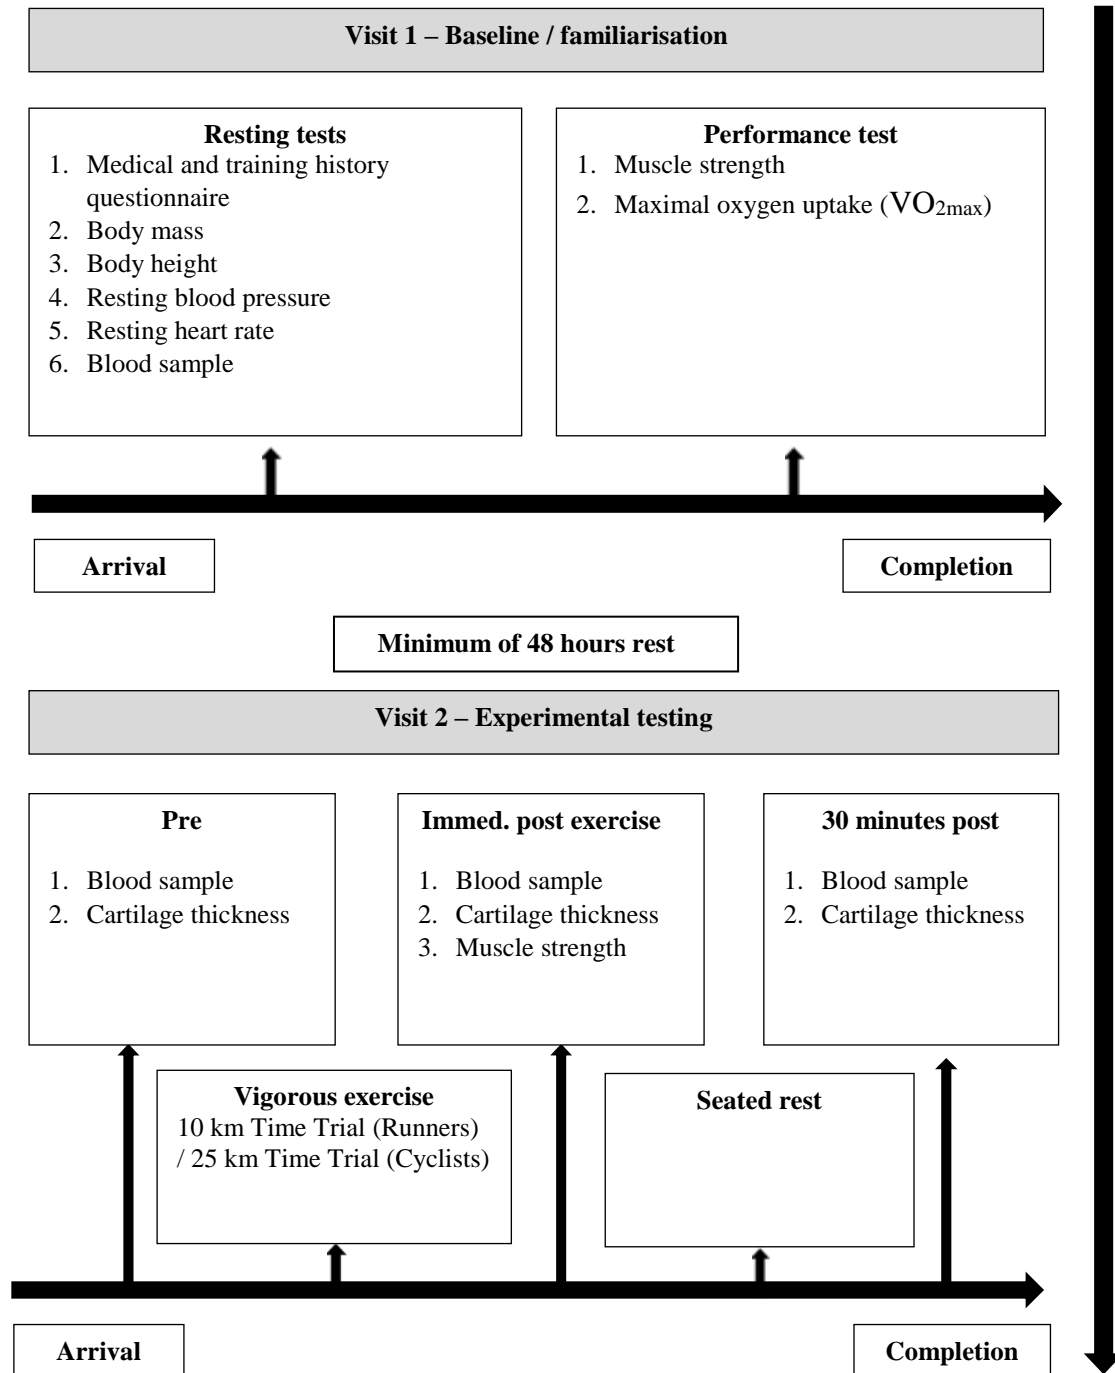 Visit 1 – Baseline / familiarisation
Resting tests
1. Medical and training history
questionnaire
2. Body mass
3. Body height
4. Resting blood pressure
5. Resting heart rate
6. Blood sample
Performance test
1. Muscle strength
2. Maximal oxygen uptake (VO2max)
Arrival
Completion
Minimum of 48 hours rest
Visit 2 – Experimental testing
Pre
1. Blood sample
2. Cartilage thickness
Immed. post exercise
1. Blood sample
2. Cartilage thickness
3. Muscle strength
30 minutes post
1. Blood sample
2. Cartilage thickness
Vigorous exercise
10 km Time Trial (Runners)
/ 25 km Time Trial (Cyclists)
Seated rest
Arrival
Completion